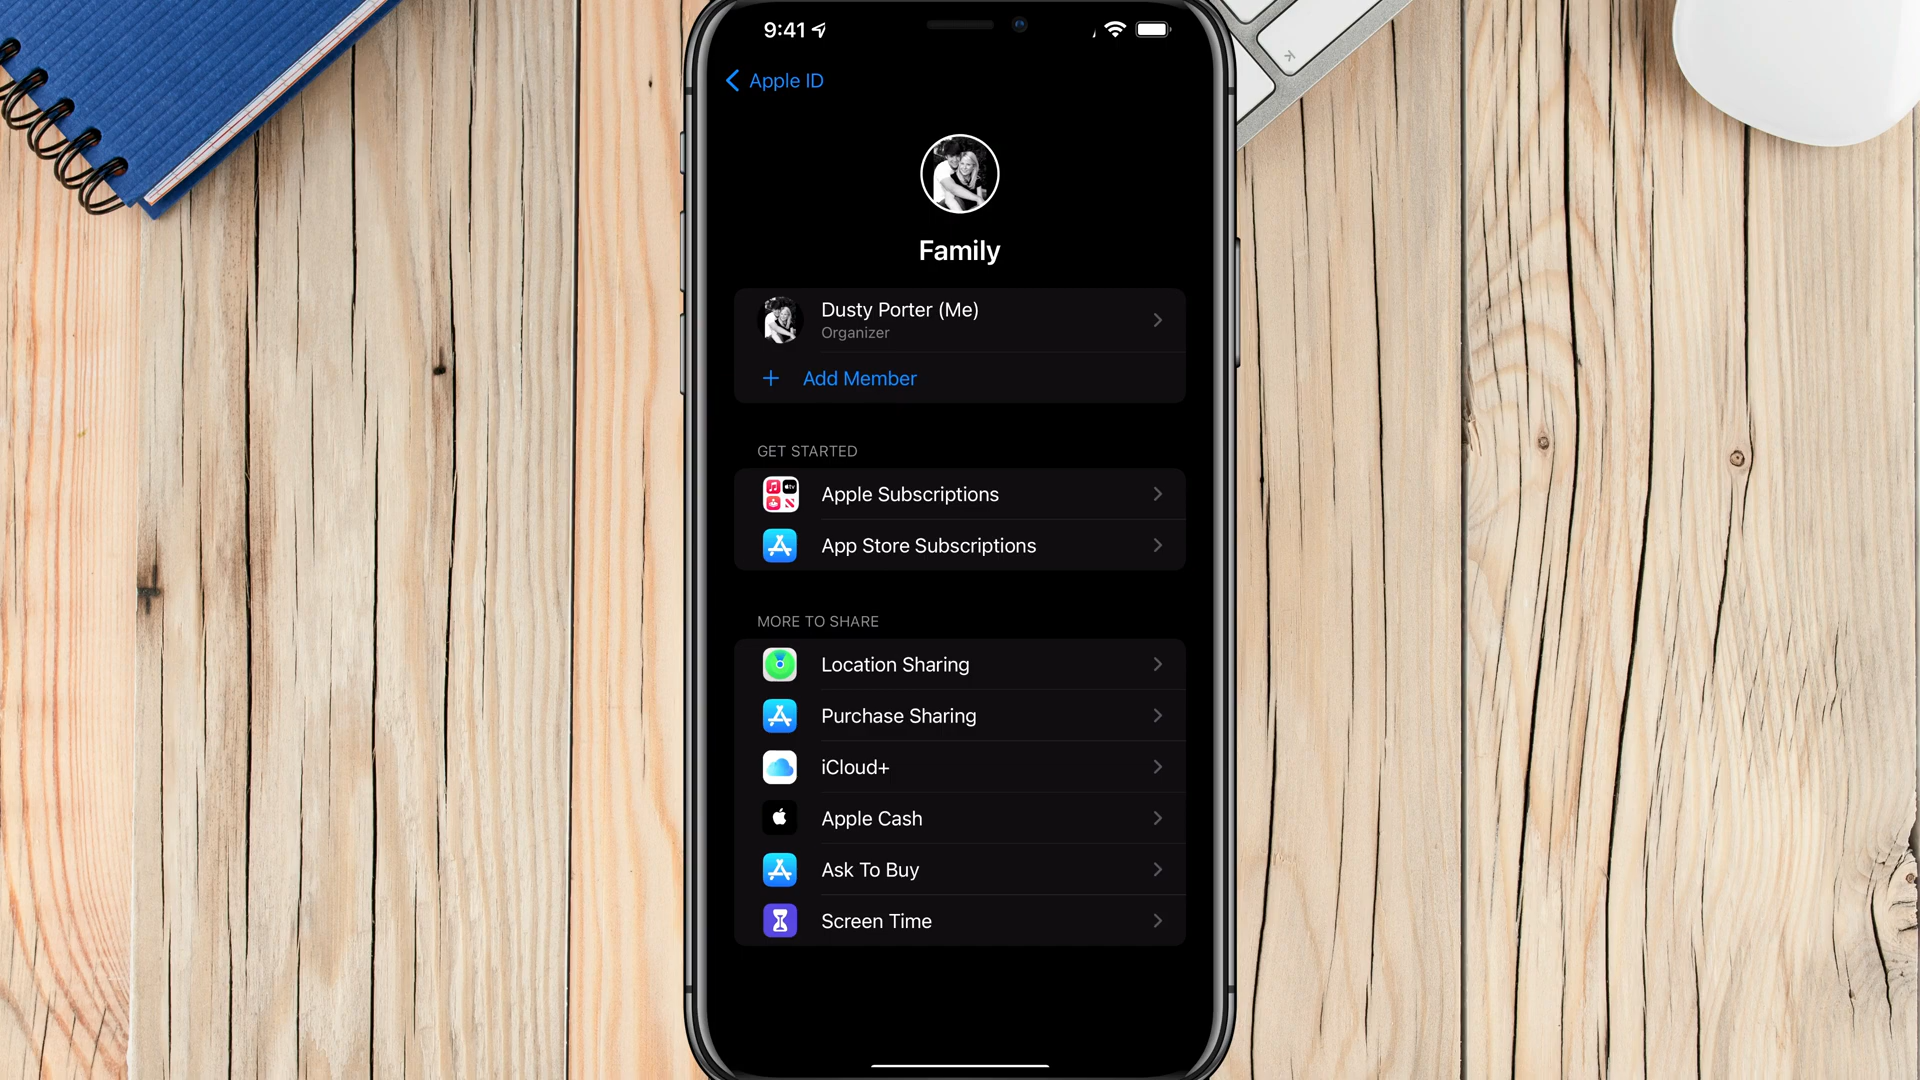 9:41
Apple ID
Family
Dusty Porter (Me)
Organizer
Add Member
GET STARTED
Apple Subscriptions
App Store Subscriptions
MORE TO SHARE
Location Sharing
Purchase Sharing
iCloud+
Apple Cash
Ask To Buy
Screen Time